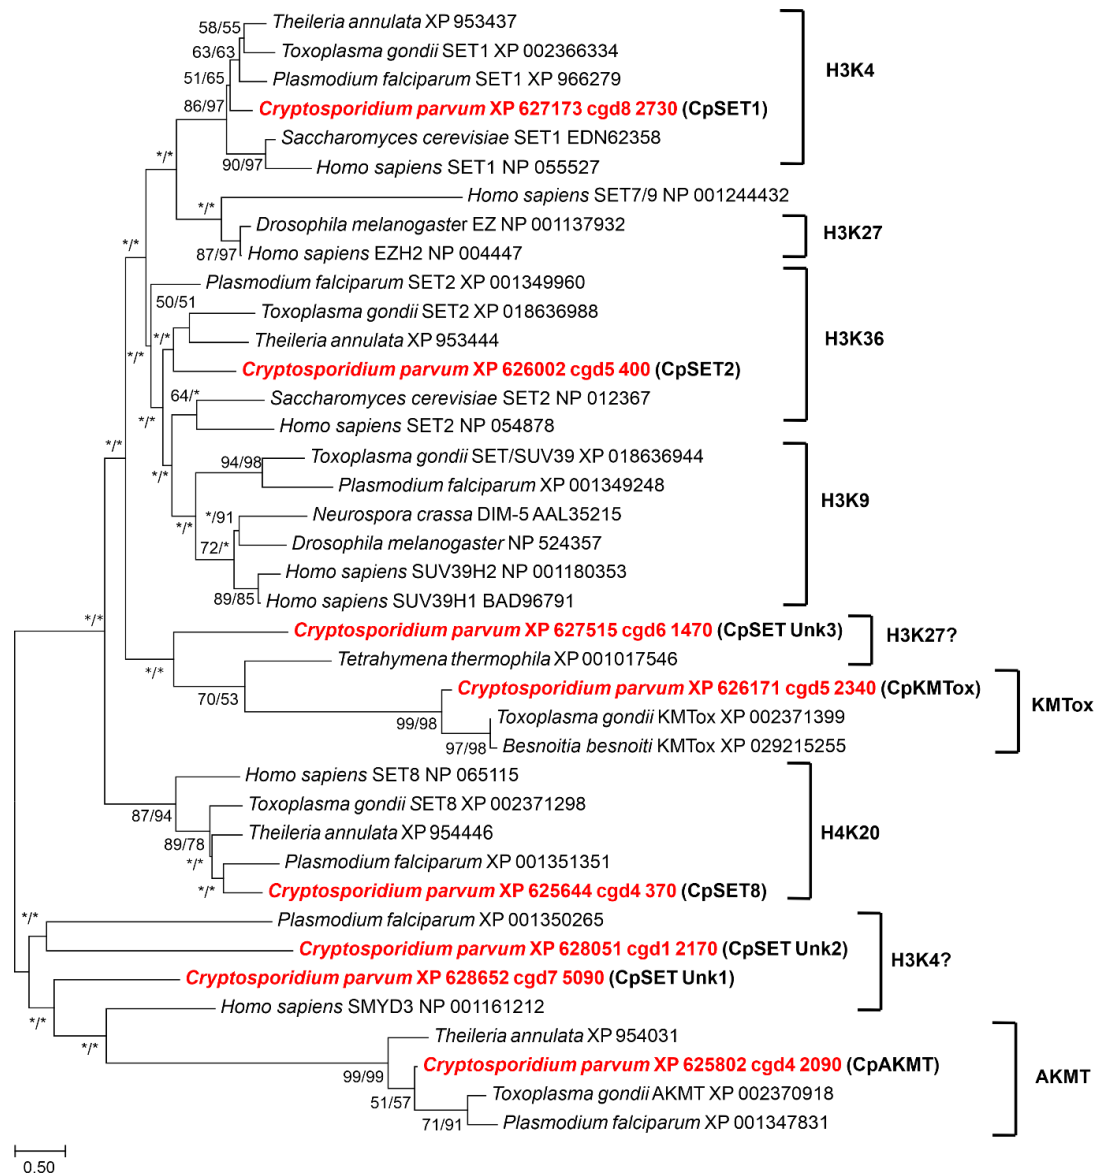 58/55
Theileria annulata XP 953437
63/63
Toxoplasma gondii SET1 XP 002366334
51/65
Plasmodium falciparum SET1 XP 966279
H3K4
86/97
Cryptosporidium parvum XP 627173 cgd8 2730 (CpSET1)
Saccharomyces cerevisiae SET1 EDN62358
*/*
90/97
Homo sapiens SET1 NP 055527
Homo sapiens SET7/9 NP 001244432
*/*
Drosophila melanogaster EZ NP 001137932
H3K27
*/*
87/97
Homo sapiens EZH2 NP 004447
Plasmodium falciparum SET2 XP 001349960
50/51
Toxoplasma gondii SET2 XP 018636988
*/*
Theileria annulata XP 953444
H3K36
*/*
Cryptosporidium parvum XP 626002 cgd5 400 (CpSET2)
64/*
Saccharomyces cerevisiae SET2 NP 012367
*/*
Homo sapiens SET2 NP 054878
*/*
Toxoplasma gondii SET/SUV39 XP 018636944
94/98
*/*
Plasmodium falciparum XP 001349248
H3K9
*/91
Neurospora crassa DIM-5 AAL35215
*/*
72/*
Drosophila melanogaster NP 524357
Homo sapiens SUV39H2 NP 001180353
89/85
Homo sapiens SUV39H1 BAD96791
*/*
Cryptosporidium parvum XP 627515 cgd6 1470 (CpSET Unk3)
H3K27?
*/*
Tetrahymena thermophila XP 001017546
70/53
Cryptosporidium parvum XP 626171 cgd5 2340 (CpKMTox)
KMTox
99/98
Toxoplasma gondii KMTox XP 002371399
97/98
Besnoitia besnoiti KMTox XP 029215255
Homo sapiens SET8 NP 065115
87/94
Toxoplasma gondii SET8 XP 002371298
H4K20
89/78
Theileria annulata XP 954446
*/*
Plasmodium falciparum XP 001351351
*/*
Cryptosporidium parvum XP 625644 cgd4 370 (CpSET8)
*/*
Plasmodium falciparum XP 001350265
Cryptosporidium parvum XP 628051 cgd1 2170 (CpSET Unk2)
H3K4?
Cryptosporidium parvum XP 628652 cgd7 5090 (CpSET Unk1)
*/*
Homo sapiens SMYD3 NP 001161212
*/*
Theileria annulata XP 954031
Cryptosporidium parvum XP 625802 cgd4 2090 (CpAKMT)
AKMT
99/99
51/57
Toxoplasma gondii AKMT XP 002370918
71/91
Plasmodium falciparum XP 001347831
0.50